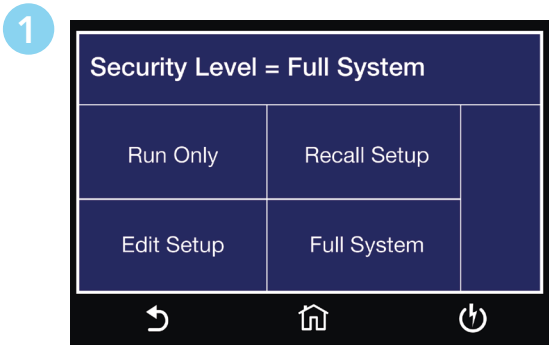 1
Security Level = Full System
Run Only
Recall Setup
Edit Setup
Full System